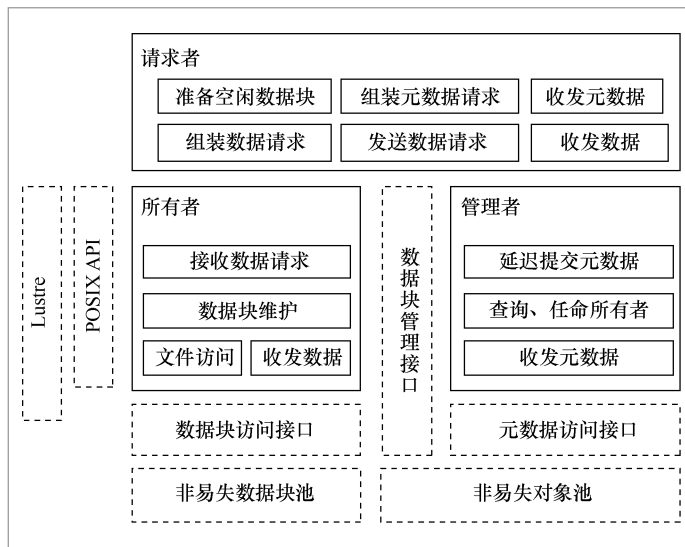 请求者
准备空闲数据块
组装元数据请求
收发元数据
组装数据请求
发送数据请求
收发数据
Lustre
POSIX API
所有者
接收数据请求
数据块维护
文件访问
收发数据
数据块管理接口
管理者
延迟提交元数据
查询、任命所有者
收发元数据
数据块访问接口
元数据访问接口
非易失数据块池
非易失对象池